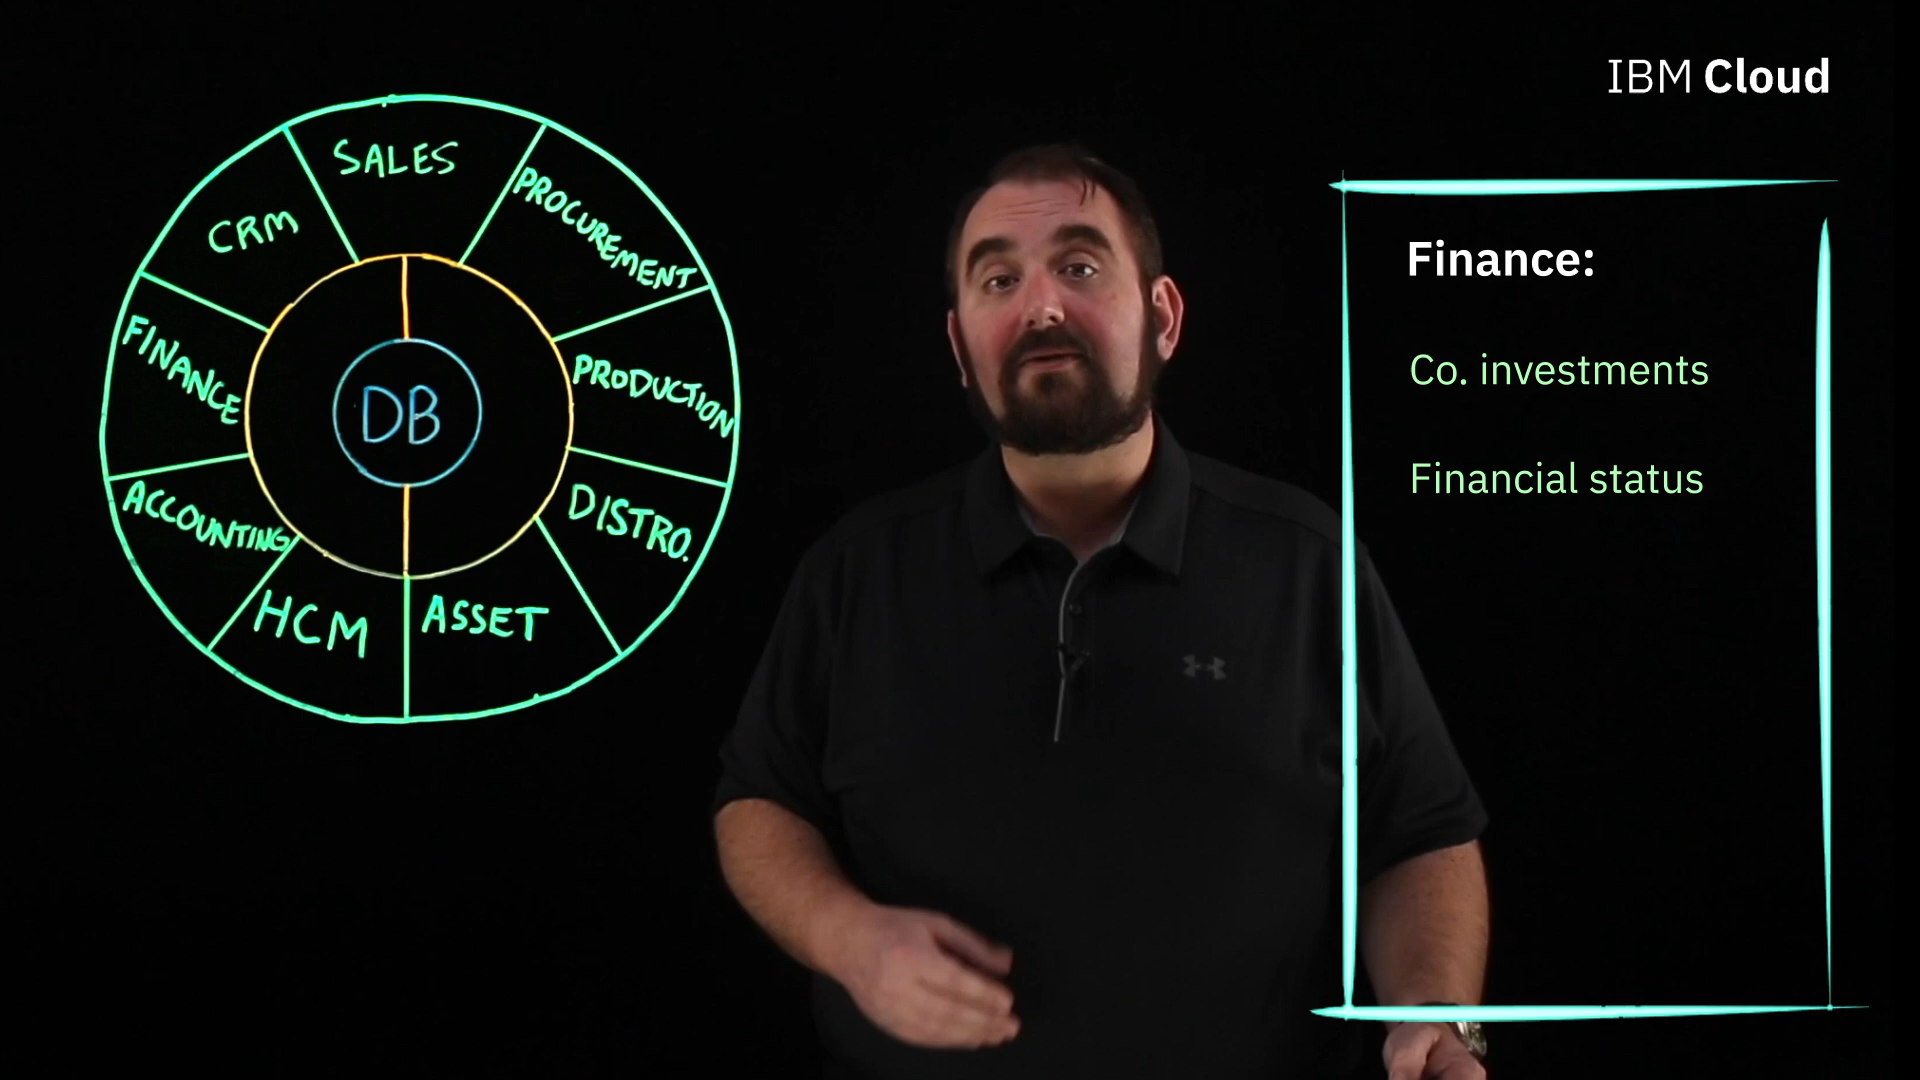 IBM Cloud
SALES
PROCUREMENT
CRM
FINANCE
PRODUCTION
DB
ACCOUNTING
DISTRO.
HCM
ASSET
Finance:
Co. investments
Financial status